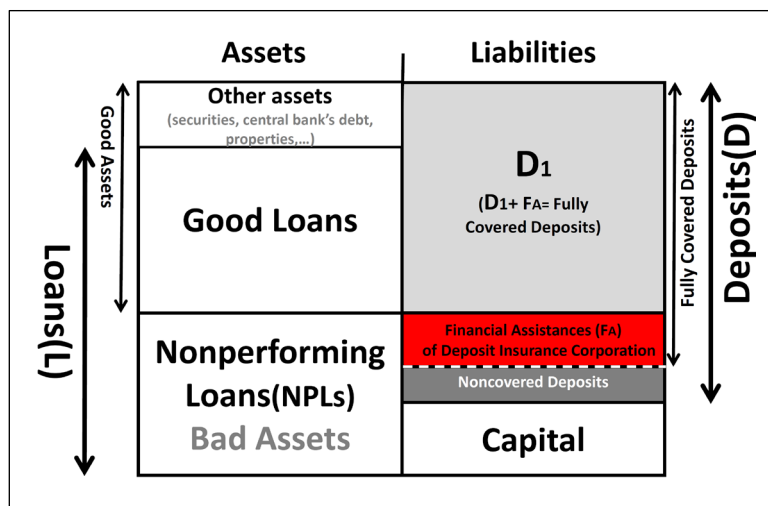 Assets
Liabilities
Other assets
(securities, central bank's debt,
properties,...)
Good Loans
Nonperforming
Loans(NPLs)
Bad Assets
D1
(D1+ FA= Fully
Covered Deposits)
Financial Assistances (FA)
of Deposit Insurance Corporation
Noncovered Deposits
Capital
Good Assets
Loans(L)
Fully Covered Deposits
Deposits(D)